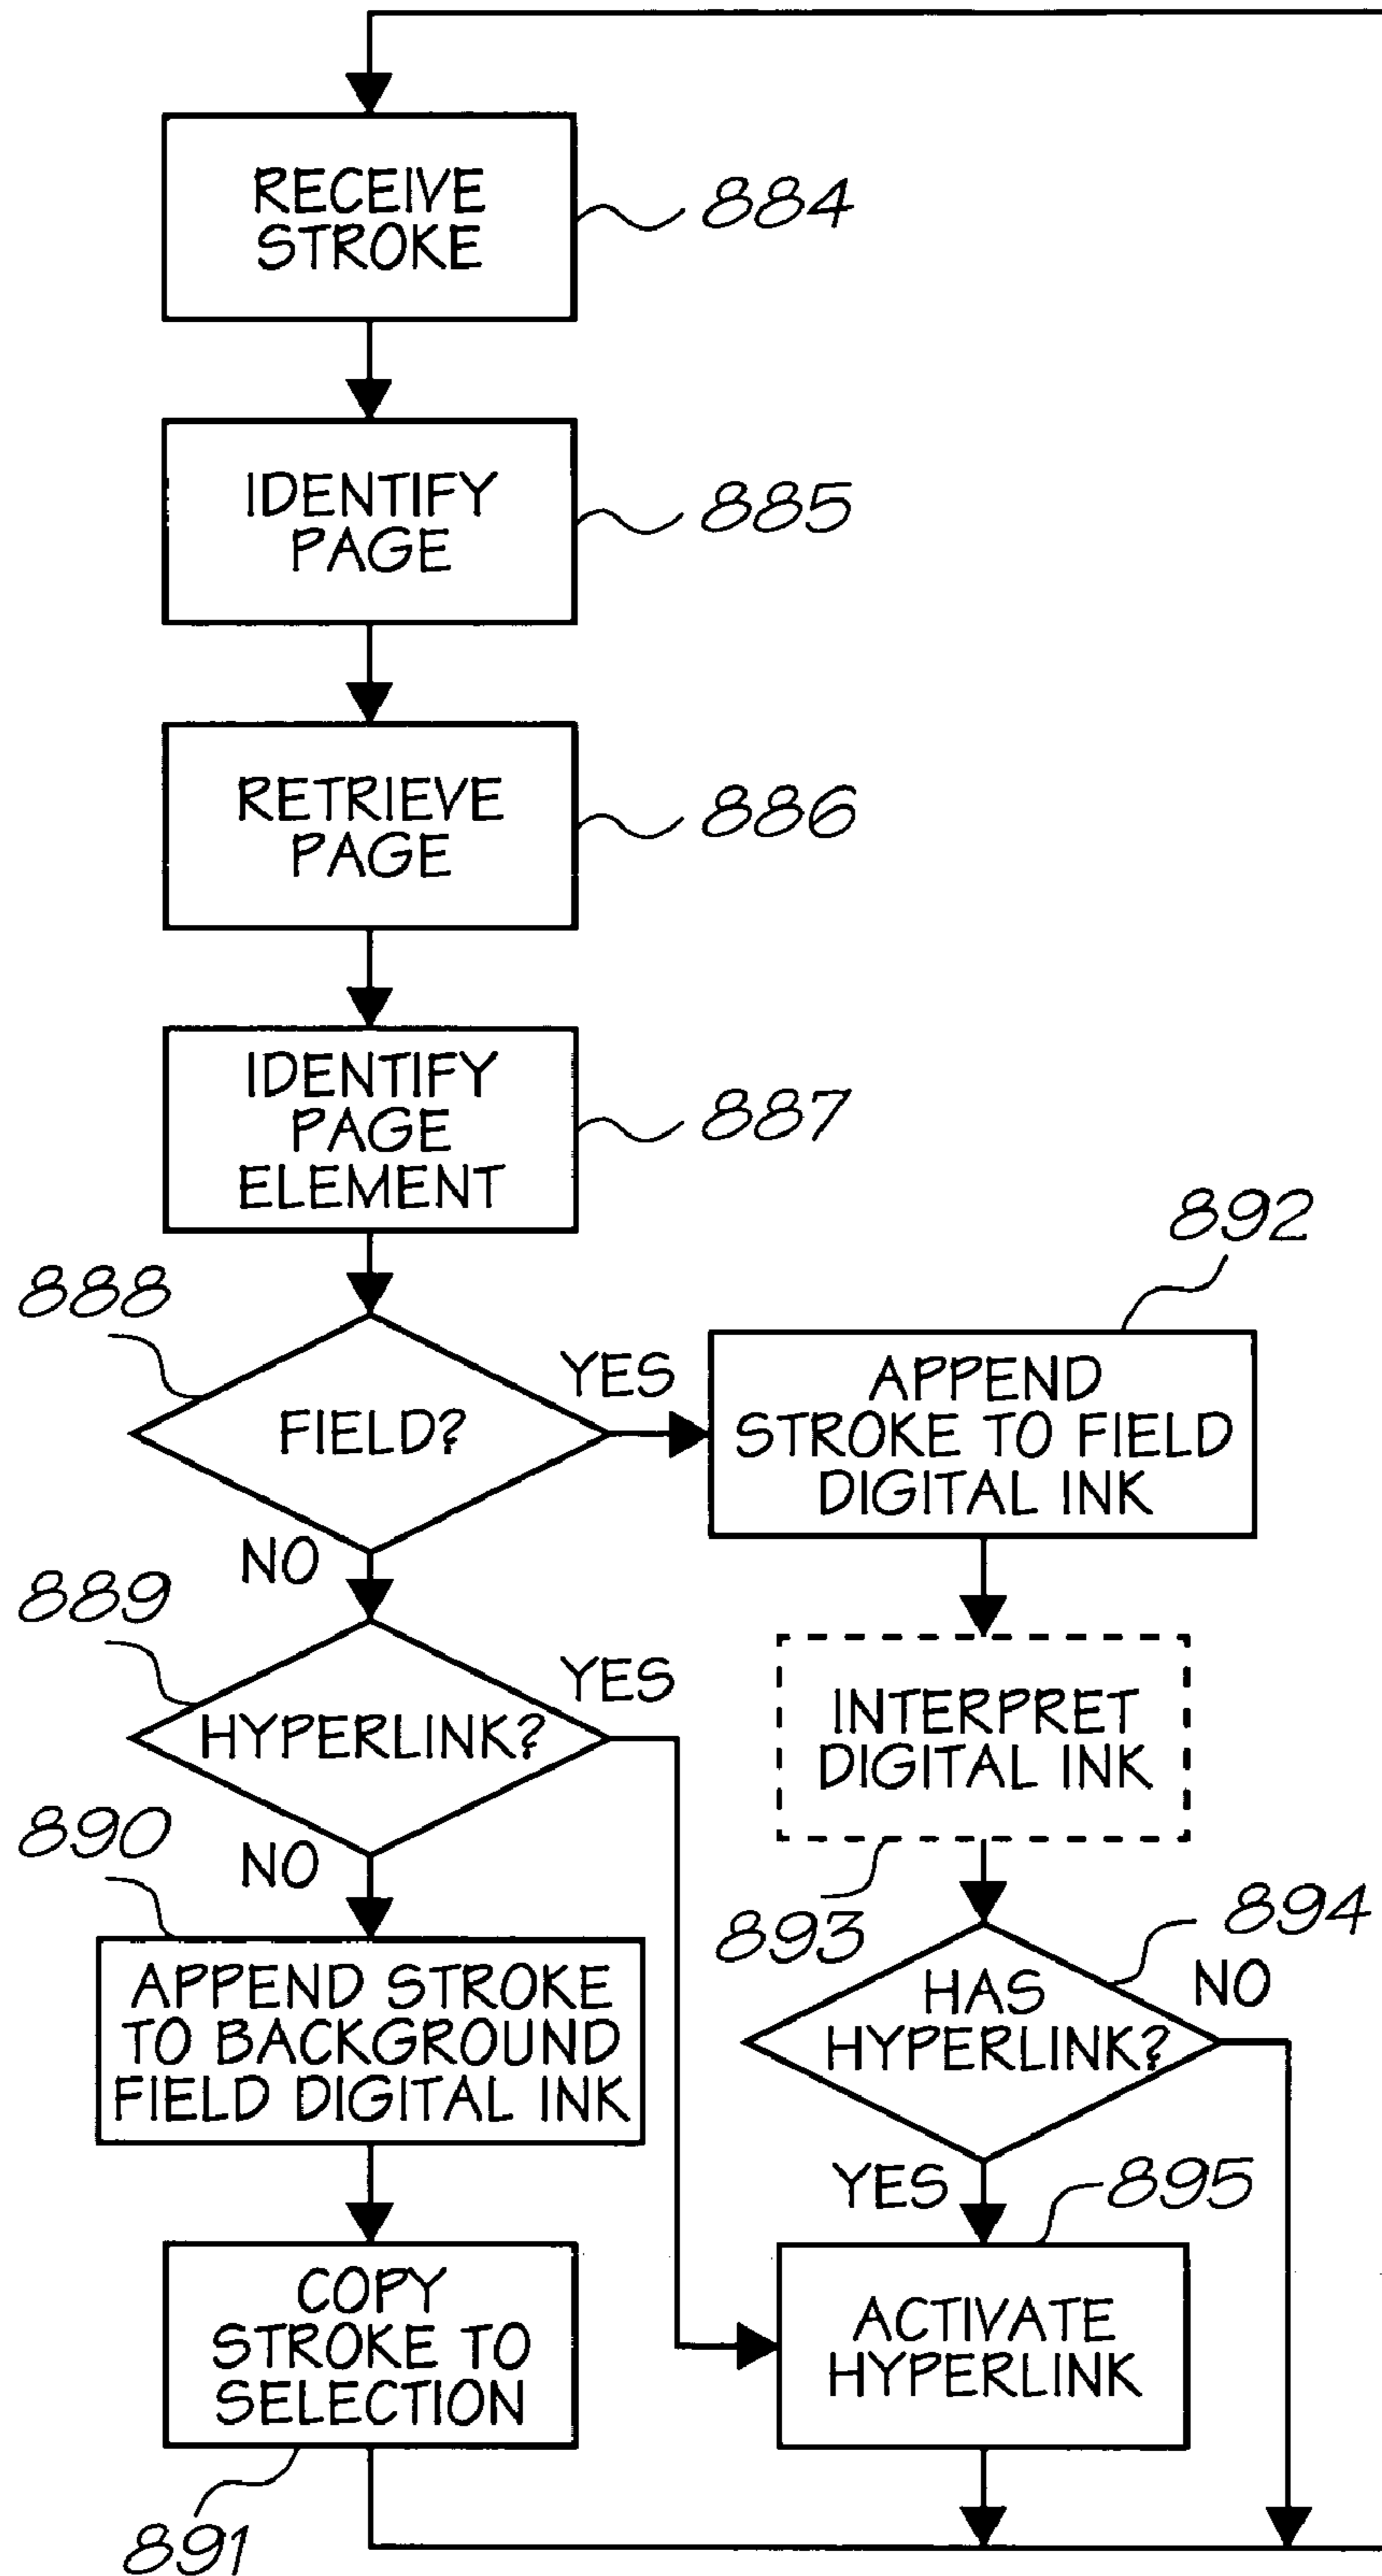 RECEIVE
STROKE
884
IDENTIFY
PAGE
885
RETRIEVE
PAGE
886
IDENTIFY
PAGE
ELEMENT
887
888
FIELD?
YES
NO
892
APPEND
STROKE TO FIELD
DIGITAL INK
889
HYPERLINK?
YES
NO
INTERPRET
DIGITAL INK
893
890
APPEND STROKE
TO BACKGROUND
FIELD DIGITAL INK
894
HAS
HYPERLINK?
NO
YES
895
COPY
STROKE TO
SELECTION
891
ACTIVATE
HYPERLINK